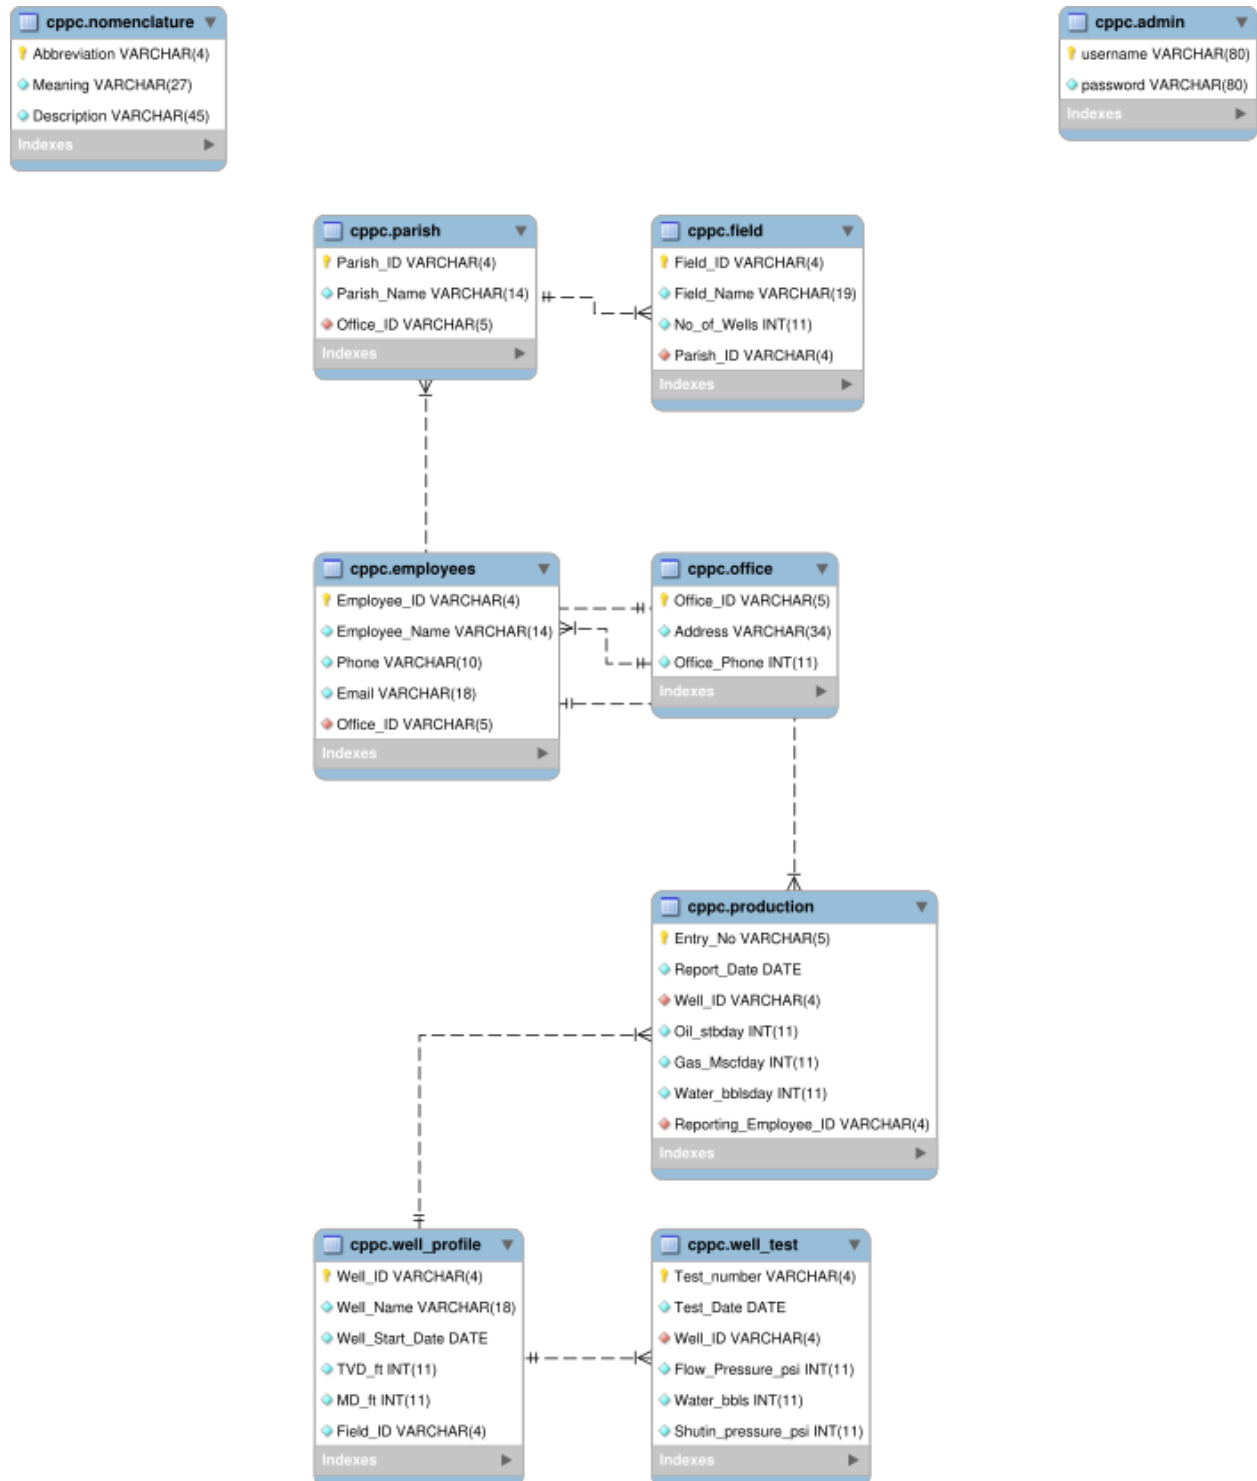 cppc.nomenclature
Abbreviation VARCHAR(4)
Meaning VARCHAR(27)
Description VARCHAR(45)
Indexes
cppc.admin
username VARCHAR(80)
password VARCHAR(80)
Indexes
cppc.parish
Parish_ID VARCHAR(4)
Parish_Name VARCHAR(14)
Office_ID VARCHAR(5)
Indexes
cppc.field
Field_ID VARCHAR(4)
Field_Name VARCHAR(19)
No_of_Wells INT(11)
Parish_ID VARCHAR(4)
Indexes
cppc.employees
Employee_ID VARCHAR(4)
Employee_Name VARCHAR(14)
Phone VARCHAR(10)
Email VARCHAR(18)
Office_ID VARCHAR(5)
Indexes
cppc.office
Office_ID VARCHAR(5)
Address VARCHAR(34)
Office_Phone INT(11)
Indexes
cppc.production
Entry_No VARCHAR(5)
Report_Date DATE
Well_ID VARCHAR(4)
Oil_stbday INT(11)
Gas_Mscfday INT(11)
Water_bblsday INT(11)
Reporting_Employee_ID VARCHAR(4)
Indexes
cppc.well_profile
Well_ID VARCHAR(4)
Well_Name VARCHAR(18)
Well_Start_Date DATE
TVD_ft INT(11)
MD_ft INT(11)
Field_ID VARCHAR(4)
Indexes
cppc.well_test
Test_number VARCHAR(4)
Test_Date DATE
Well_ID VARCHAR(4)
Flow_Pressure_psi INT(11)
Water_bbls INT(11)
Shutin_pressure_psi INT(11)
Indexes